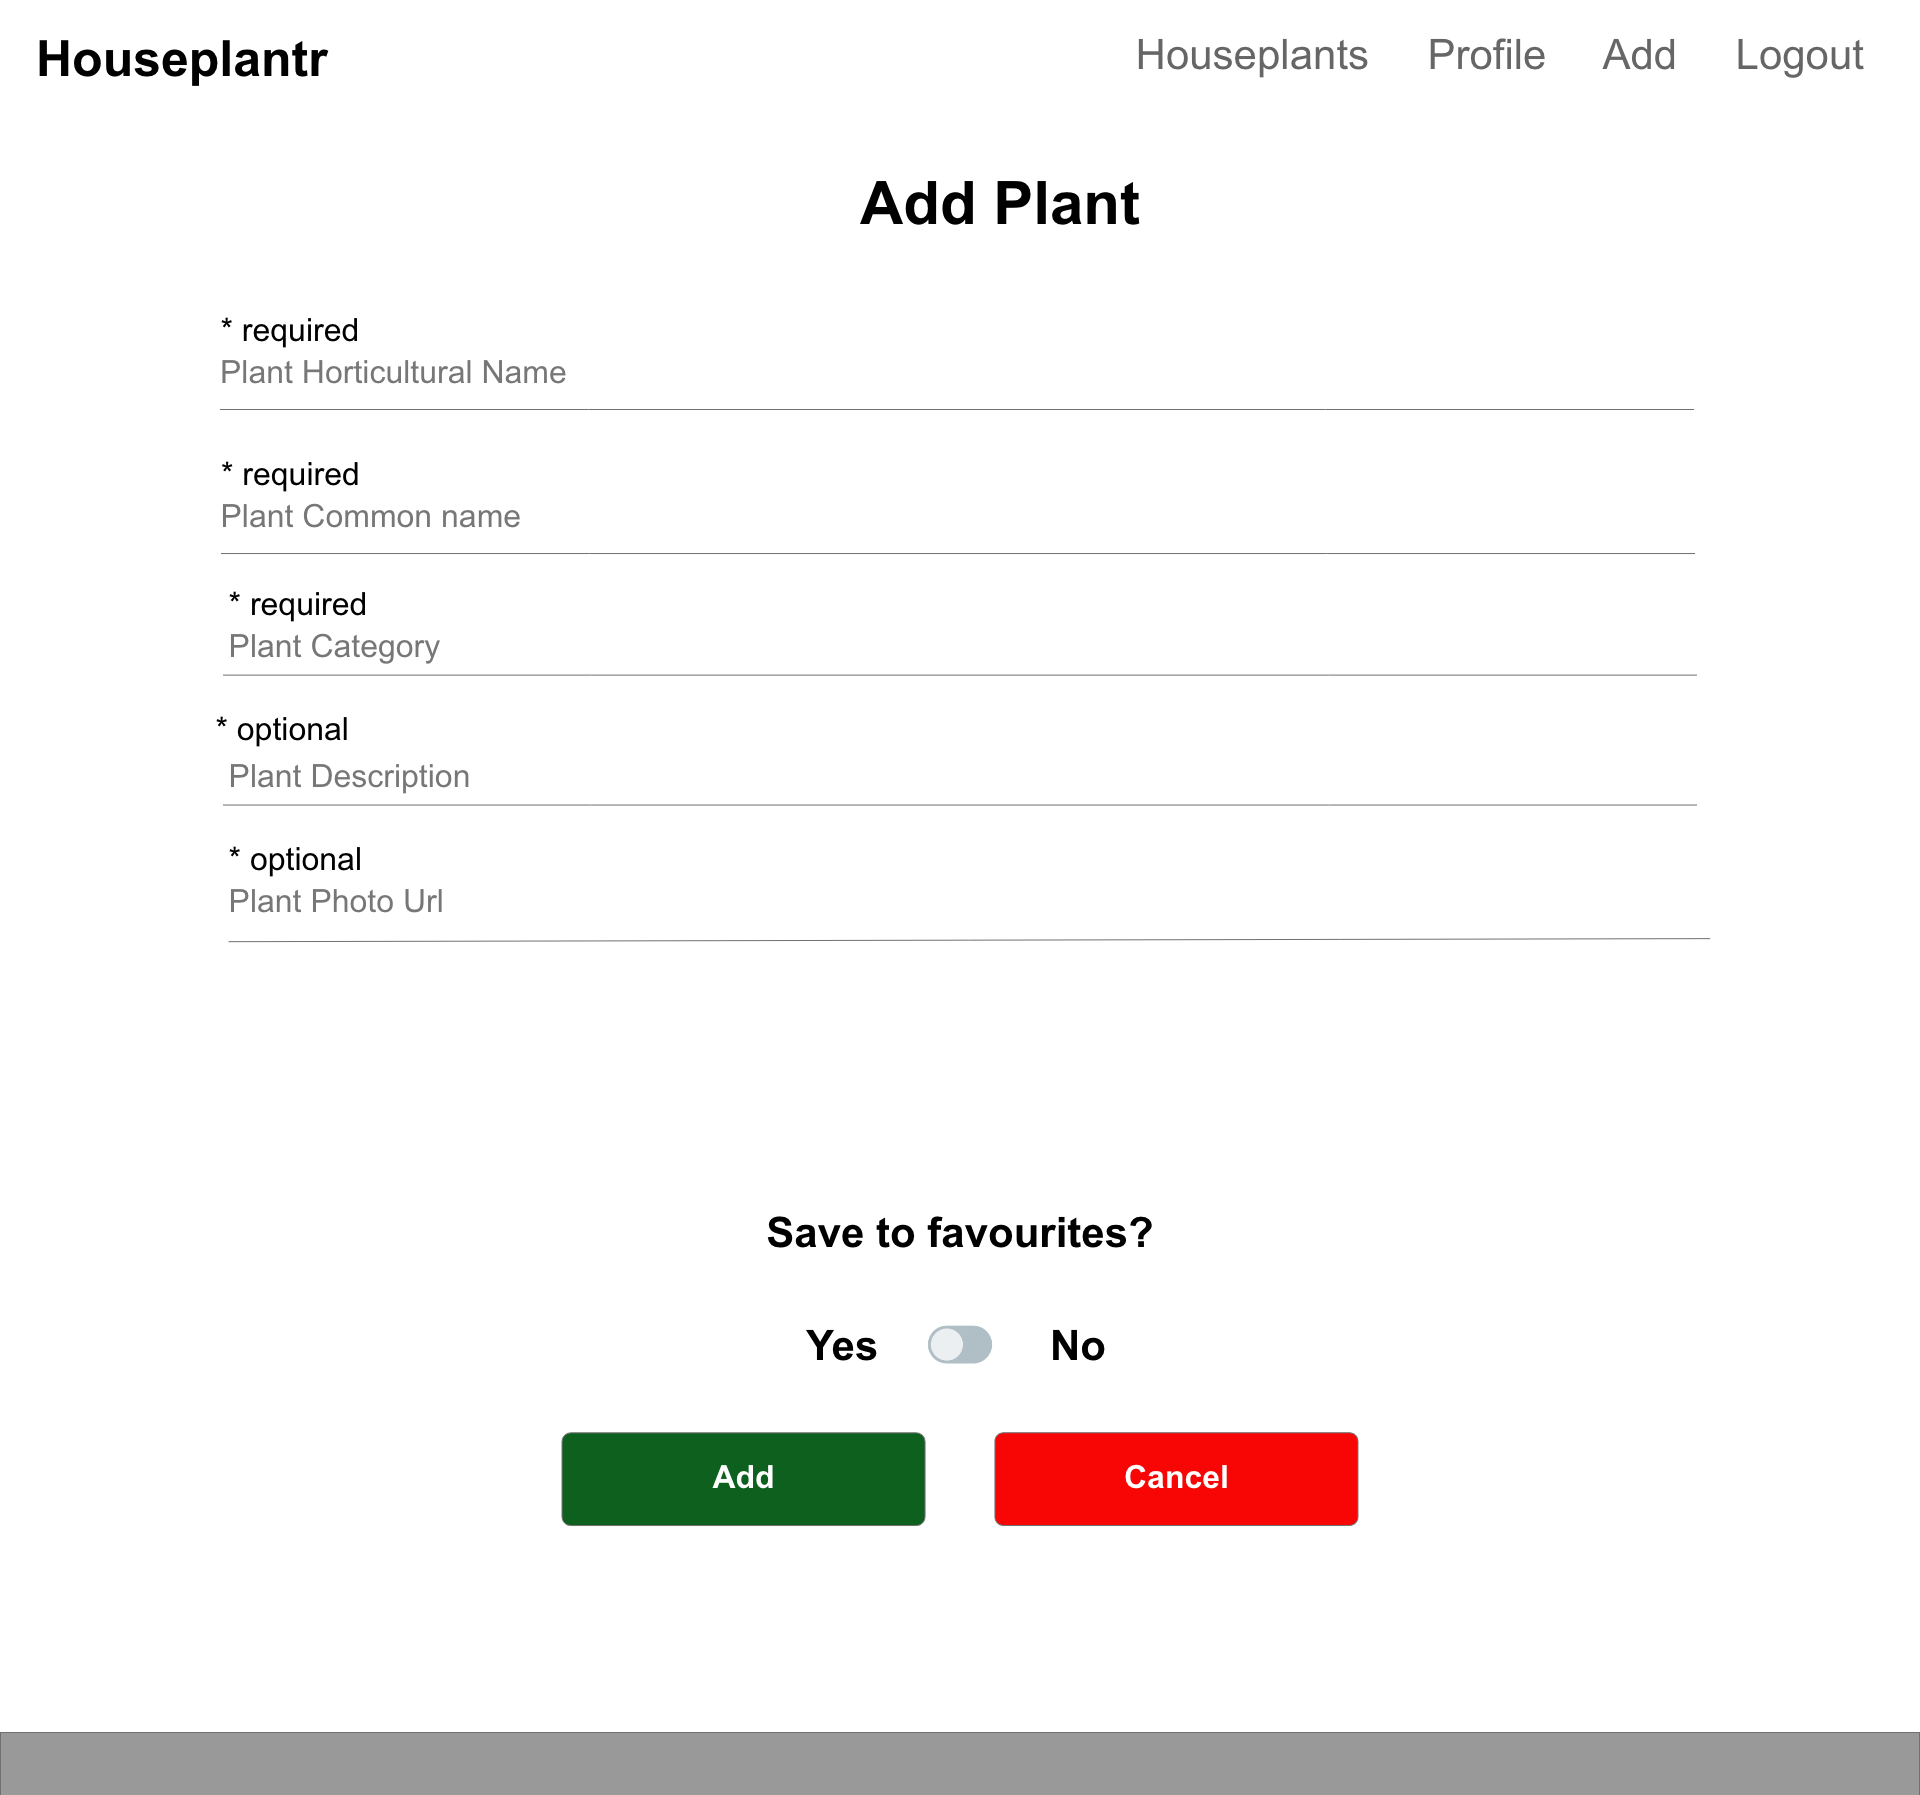 Houseplantr Houseplants Profile Add Logout
Add Plant
* required
Plant Horticultural Name
* required
Plant Common name
* required
Plant Category
* optional
Plant Description
* optional
Plant Photo Url
Save to favourites?
Yes No
Add Cancel